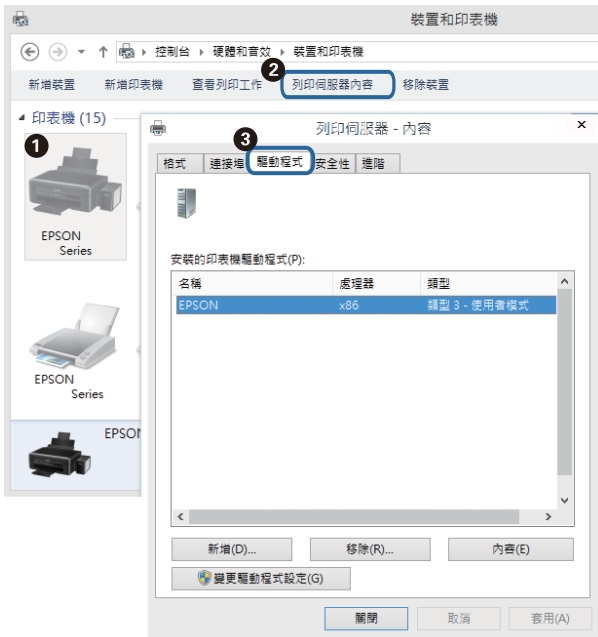 裝置和印表機
控制台 硬體和音效 裝置和印表機
2
新增裝置 新增印表機 查看列印工作 列印伺服器內容 移除裝置
印表機 (15)
1
EPSON
Series
EPSON
Series
EPSON
列印伺服器 - 內容
3
格式 連接埠 驅動程式 安全性 進階
安裝的印表機驅動程式(P):
名稱 處理器 類型
EPSON x86 類型 3 - 使用者模式
新增(D)... 移除(R)... 內容(E)
變更驅動程式設定(G)
關閉 取消 套用(A)